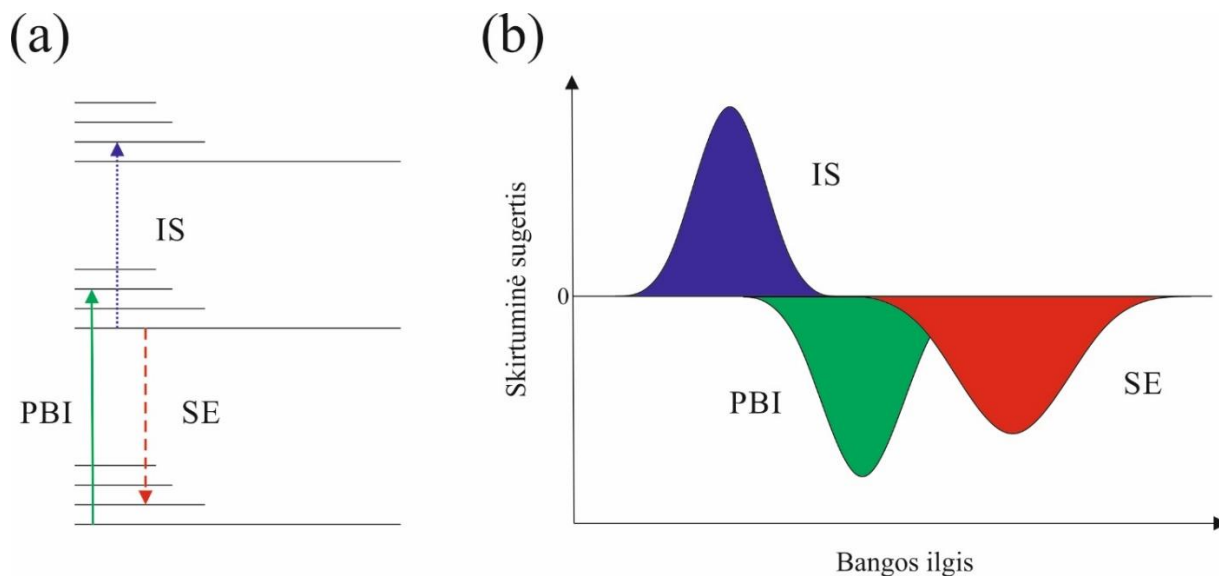 (a)
IS
PBI
SE
(b)
Skirtuminė sugertis
0
IS
PBI
SE
Bangos ilgis